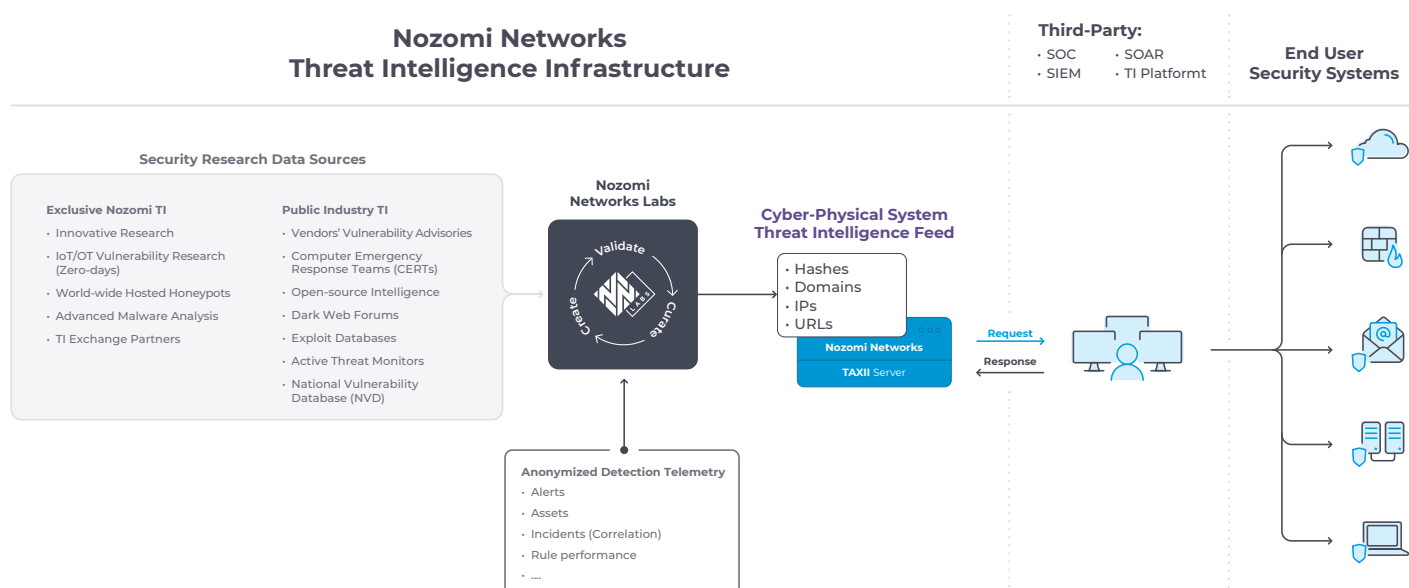 Nozomi Networks
Threat Intelligence Infrastructure
Third-Party:
· SOC
· SOAR
· SIEM
· TI Platformt
End User
Security Systems
Security Research Data Sources
Exclusive Nozomi TI
· Innovative Research
· IoT/OT Vulnerability Research
(Zero-days)
· World-wide Hosted Honeypots
· Advanced Malware Analysis
· TI Exchange Partners
Public Industry TI
· Vendors' Vulnerability Advisories
· Computer Emergency
Response Teams (CERTs)
· Open-source Intelligence
· Dark Web Forums
· Exploit Databases
· Active Threat Monitors
· National Vulnerability
Database (NVD)
Nozomi
Networks Labs
Validate
Curate
Create
NN
LABS
Cyber-Physical System
Threat Intelligence Feed
· Hashes
· Domains
· IPs
· URLs
Nozomi Networks
TAXII Server
Request
Response
@
Anonymized Detection Telemetry
· Alerts
· Assets
· Incidents (Correlation)
· Rule performance
· ....